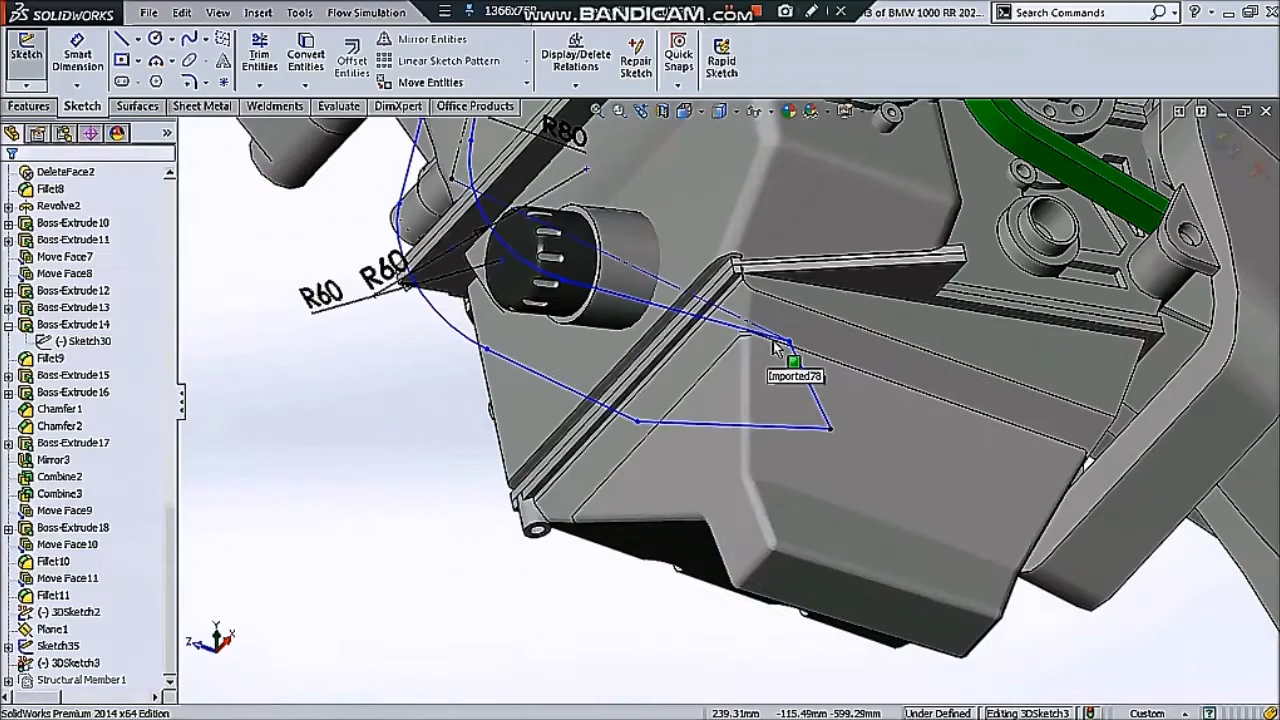 SOLIDWORKS File Edit View Insert Tools Flow Simulation 1366x768 www.BANDICAM.com 3 of BMW 1000 RR 202... Search Commands
Sketch Smart Dimension Trim Entities Convert Entities Offset Entities Mirror Entities Linear Sketch Pattern Move Entities Display/Delete Relations Repair Sketch Quick Snaps Rapid Sketch
Features Sketch Surfaces Sheet Metal Weldments Evaluate DimXpert Office Products
R80
R60
R60
Imported78
DeleteFace2
Fillet8
Revolve2
Boss-Extrude10
Boss-Extrude11
Move Face7
Move Face8
Boss-Extrude12
Boss-Extrude13
Boss-Extrude14
(-) Sketch30
Fillet9
Boss-Extrude15
Boss-Extrude16
Chamfer1
Chamfer2
Boss-Extrude17
Mirror3
Combine2
Combine3
Move Face9
Boss-Extrude18
Move Face10
Fillet10
Move Face11
Fillet11
(-) 3DSketch2
Plane1
Sketch35
(-) 3DSketch3
Structural Member1
Y
Z X
SolidWorks Premium 2014 x64 Edition 239.31mm -115.49mm -599.29mm Under Defined Editing 3DSketch3 Custom